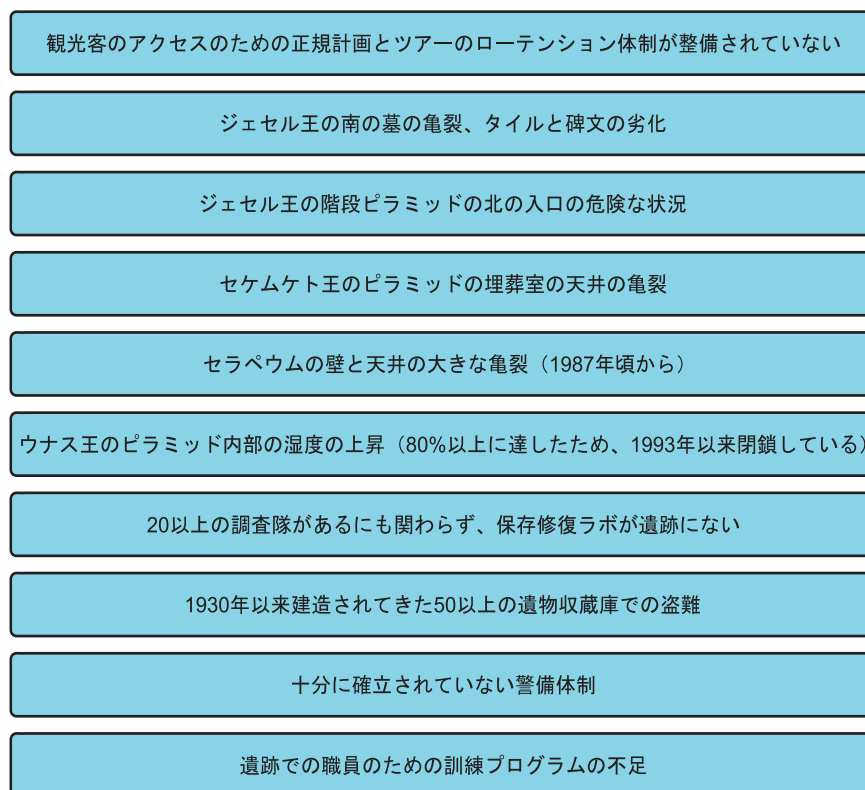 観光客のアクセスのための正規計画とツアーのローテンション体制が整備されていない
ジェセル王の南の墓の亀裂、タイルと碑文の劣化
ジェセル王の階段ピラミッドの北の入口の危険な状況
セケムケト王のピラミッドの埋葬室の天井の亀裂
セラペウムの壁と天井の大きな亀裂（1987年頃から）
ウナス王のピラミッド内部の湿度の上昇（80%以上に達したため、1993年以来閉鎖している）
20以上の調査隊があるにも関わらず、保存修復ラボが遺跡にない
1930年以来建造されてきた50以上の遺物収蔵庫での盗難
十分に確立されていない警備体制
遺跡での職員のための訓練プログラムの不足